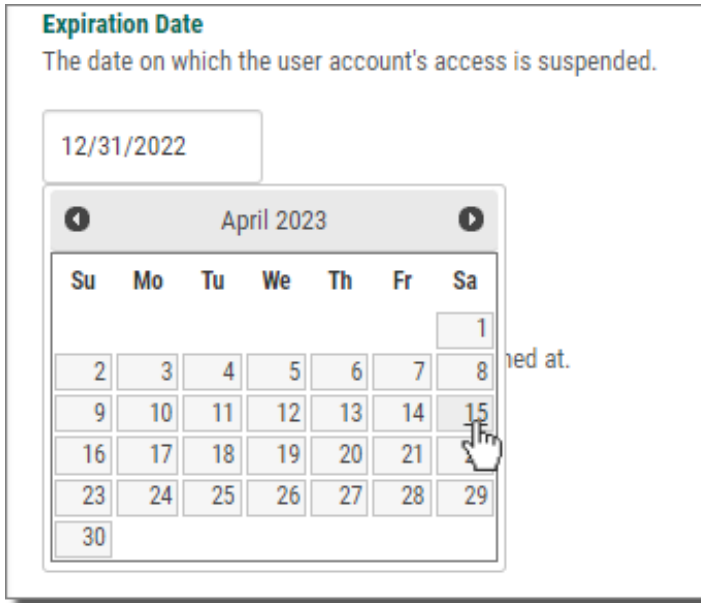 Expiration Date
The date on which the user account's access is suspended.
12/31/2022
April 2023
Su Mo Tu We Th Fr Sa
1
2 3 4 5 6 7 8
at.
9 10 11 12 13 14 15
16 17 18 19 20 21
23 24 25 26 27 28 29
30